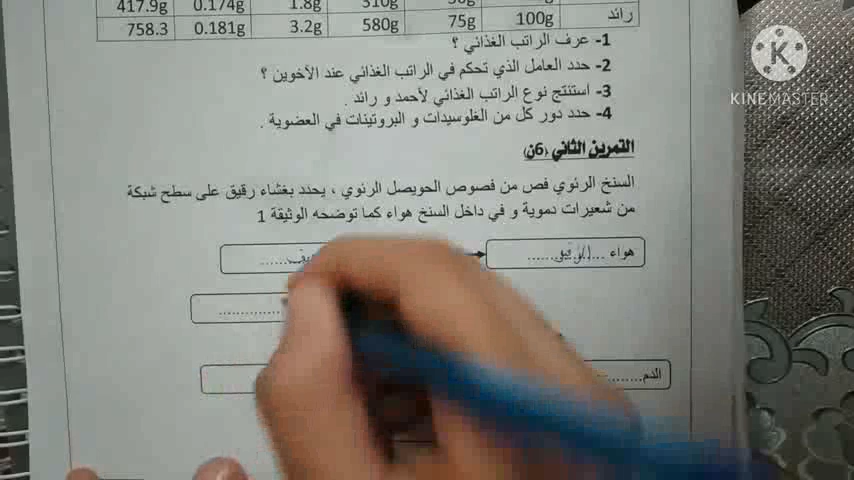 417.9g 0.174g 1.8g 310g
رائد 100g 75g 580g 3.2g 0.181g 758.3
1- عرف الراتب الغذائي ؟
2- حدد العامل الذي تحكم في الراتب الغذائي عند الآخوين ؟
3- استنتج نوع الراتب الغذائي لأحمد و رائد .
4- حدد دور كل من الغلوسيدات و البروتينات في العضوية .
التمرين الثاني (6ن)
السنخ الرئوي فص من فصوص الحويصل الرئوي ، يحدد بغشاء رقيق على سطح شبكة
من شعيرات دموية و في داخل السنخ هواء كما توضحه الوثيقة 1
هواء ...............
...............
الدم.........
KINEMASTER